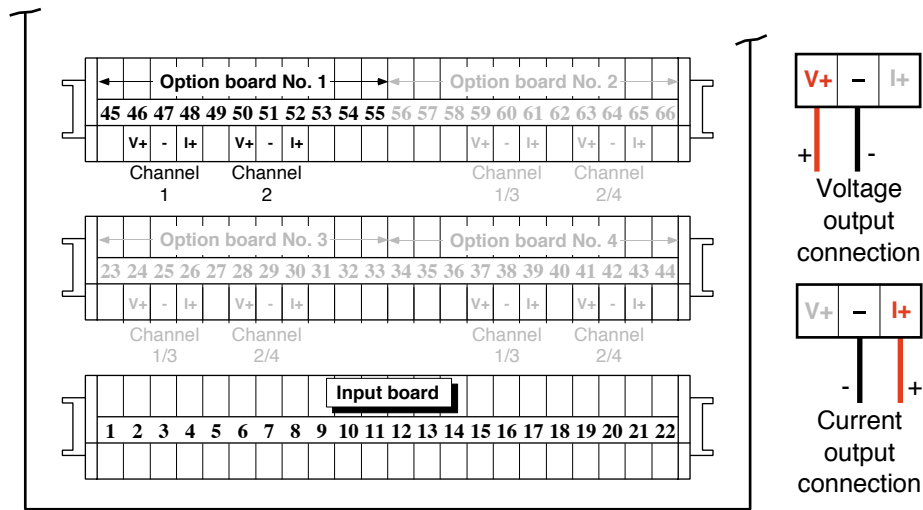 Option board No. 1 Option board No. 2
45 46 47 48 49 50 51 52 53 54 55 56 57 58 59 60 61 62 63 64 65 66
V+ - I+ V+ - I+ V+ - I+ V+ - I+
Channel 1
Channel 2
Channel 1/3
Channel 2/4
Option board No. 3 Option board No. 4
23 24 25 26 27 28 29 30 31 32 33 34 35 36 37 38 39 40 41 42 43 44
V+ - I+ V+ - I+ V+ - I+ V+ - I+
Channel 1/3
Channel 2/4
Channel 1/3
Channel 2/4
Input board
1 2 3 4 5 6 7 8 9 10 11 12 13 14 15 16 17 18 19 20 21 22
V+ – I+
+ -
Voltage
output
connection
V+ – I+
- +
Current
output
connection